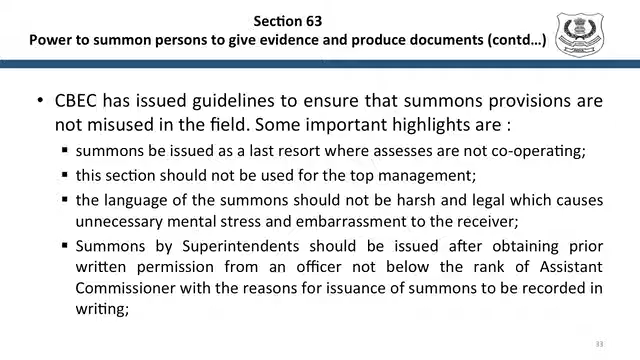 Section 63
Power to summon persons to give evidence and produce documents (contd…)
• CBEC has issued guidelines to ensure that summons provisions are
not misused in the field. Some important highlights are :
▪ summons be issued as a last resort where assesses are not co-operating;
▪ this section should not be used for the top management;
▪ the language of the summons should not be harsh and legal which causes
unnecessary mental stress and embarrassment to the receiver;
▪ Summons by Superintendents should be issued after obtaining prior
written permission from an officer not below the rank of Assistant
Commissioner with the reasons for issuance of summons to be recorded in
writing;